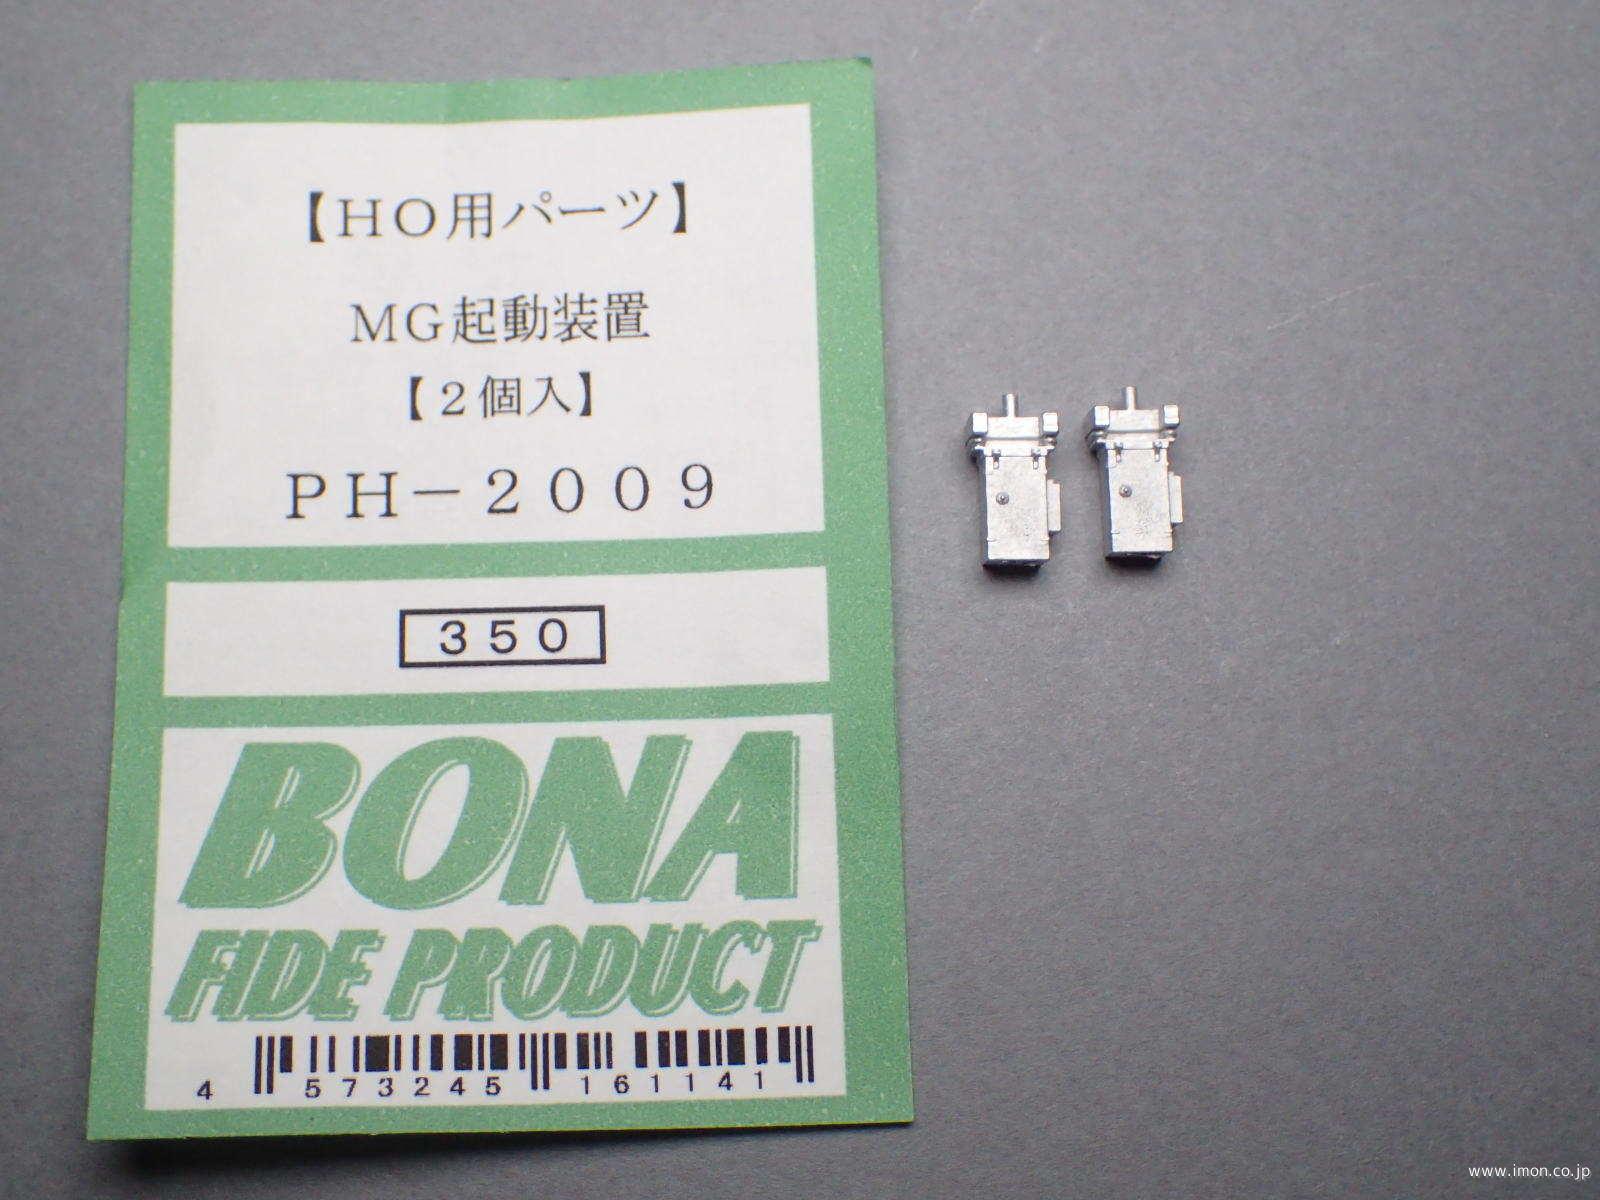 【HO用パーツ】
MG起動装置
【２個入】
PH－２００９
３５０
BONA
FIDE PRODUCT
4 573245 161141
www.imon.co.jp